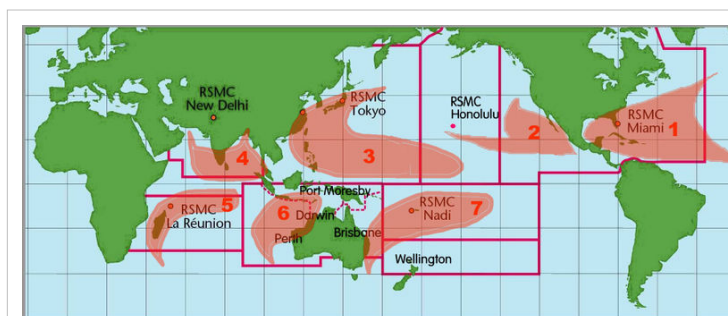 RSMC
New Delhi
RSMC
Tokyo
RSMC
Honolulu
RSMC
Miami
1
2
3
4
5
RSMC
La Réunion
6
Port Moresby
Darwin
Perth
Brisbane
RSMC
Nadi
7
Wellington